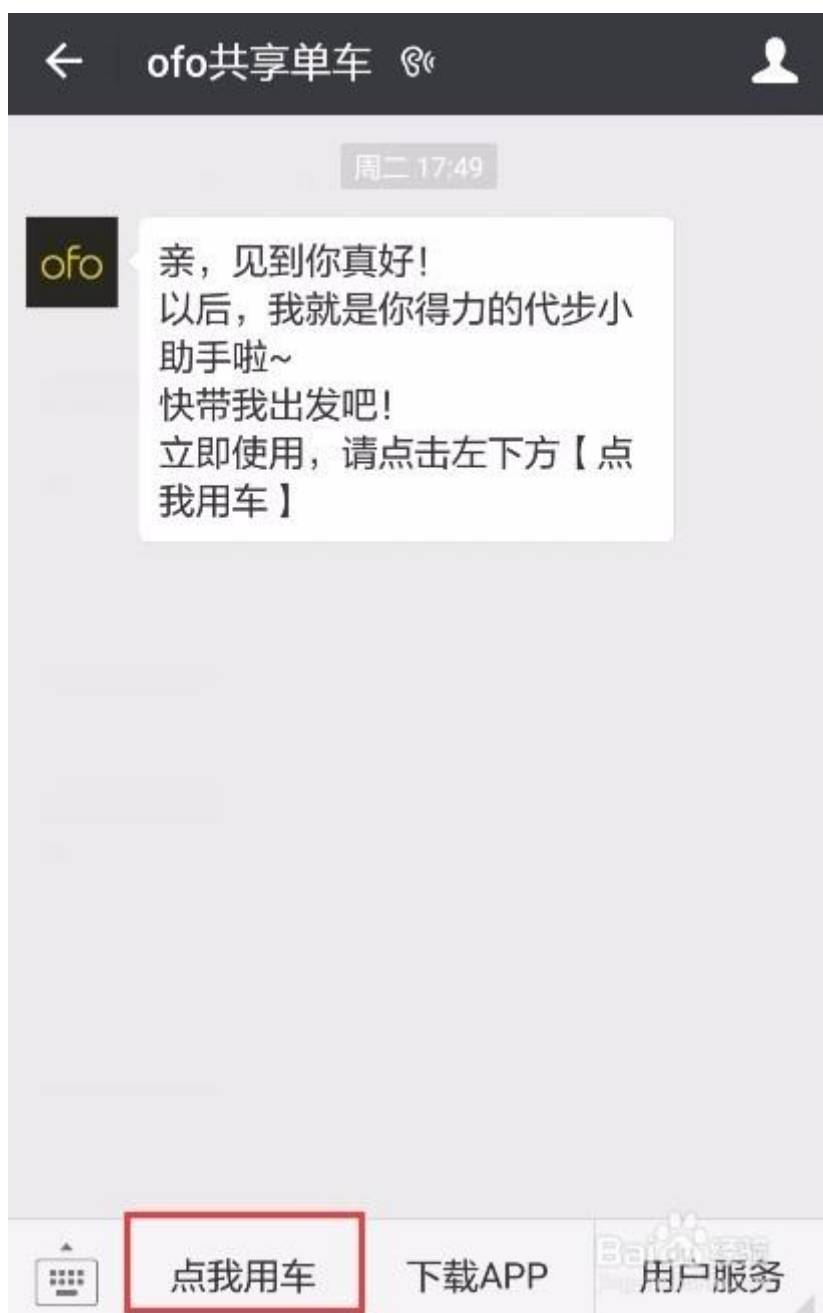 ofo共享单车
周二 17:49
ofo
亲，见到你真好！
以后，我就是你得力的代步小
助手啦~
快带我出发吧！
立即使用，请点击左下方【点
我用车】
点我用车
下载APP
用户服务
Baidu 经验